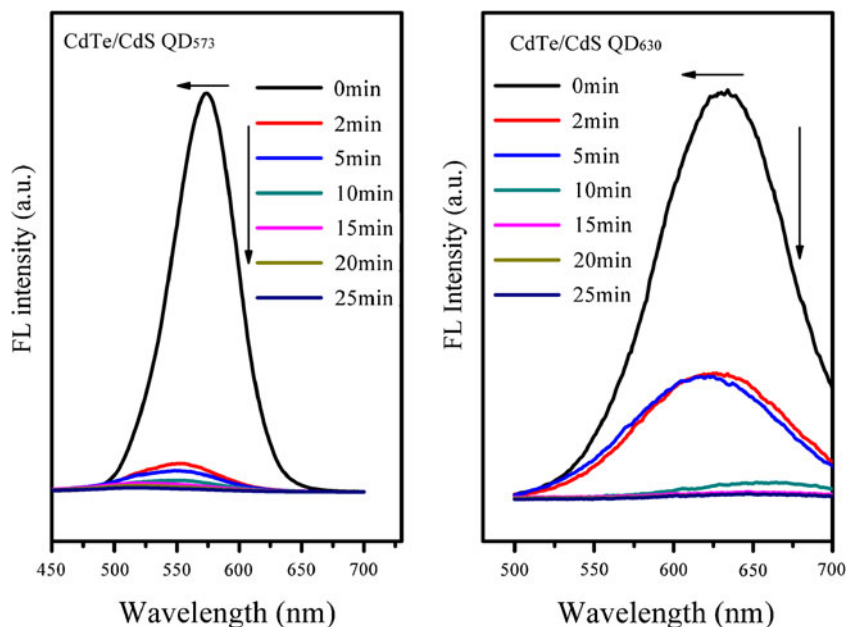 CdTe/CdS QD573
0min
2min
5min
10min
15min
20min
25min
FL intensity (a.u.)
450 500 550 600 650 700
Wavelength (nm)
CdTe/CdS QD630
0min
2min
5min
10min
15min
20min
25min
FL Intensity (a.u.)
500 550 600 650 700
Wavelength (nm)